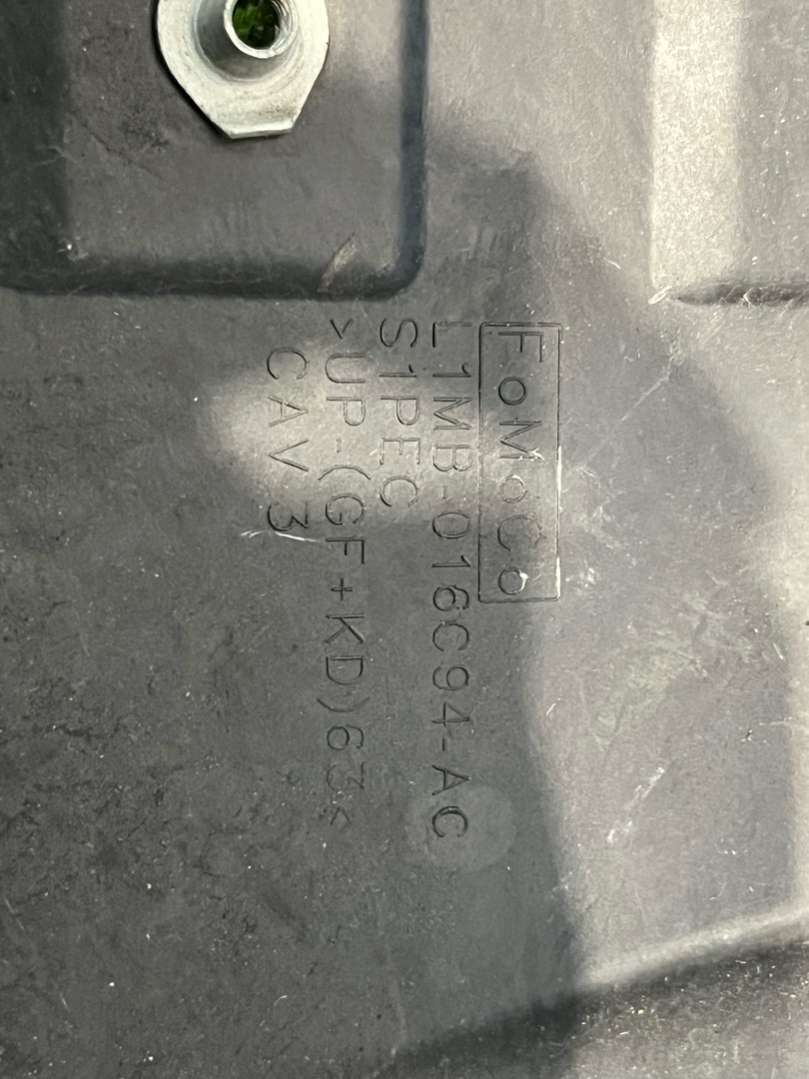 FoMoCo
L1MB-016C94-AC
S1PEC
>UP-(GF+KD)63<
CAV 3